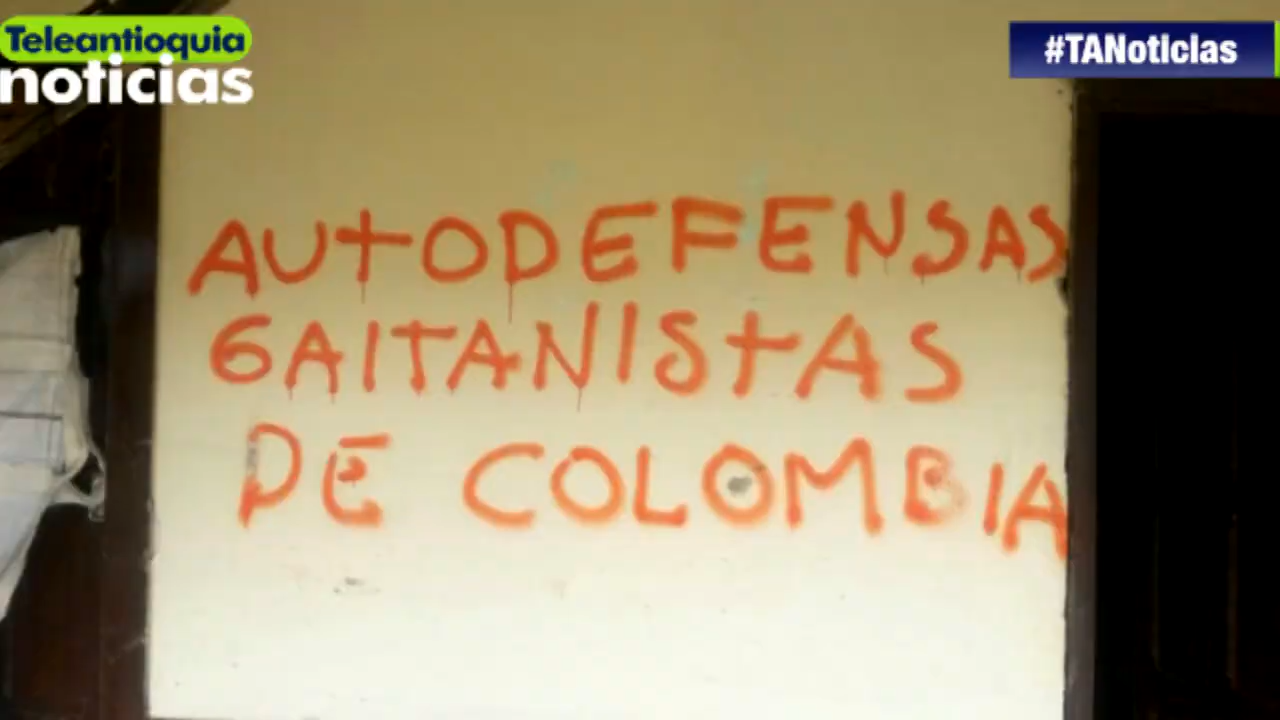 Teleantioquia
noticias
#TANoticias
AUTODEFENSAS
GAITANISTAS
DE COLOMBIA